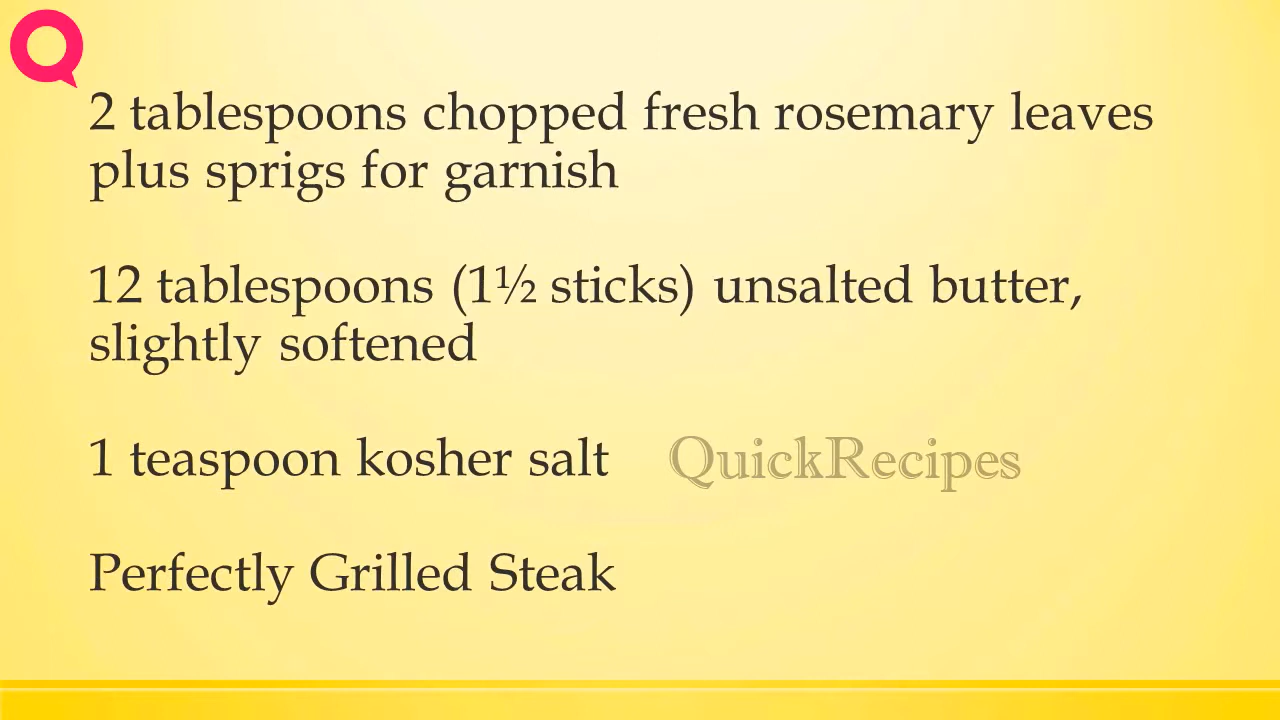 2 tablespoons chopped fresh rosemary leaves
plus sprigs for garnish
12 tablespoons (1½ sticks) unsalted butter,
slightly softened
1 teaspoon kosher salt QuickRecipes
Perfectly Grilled Steak